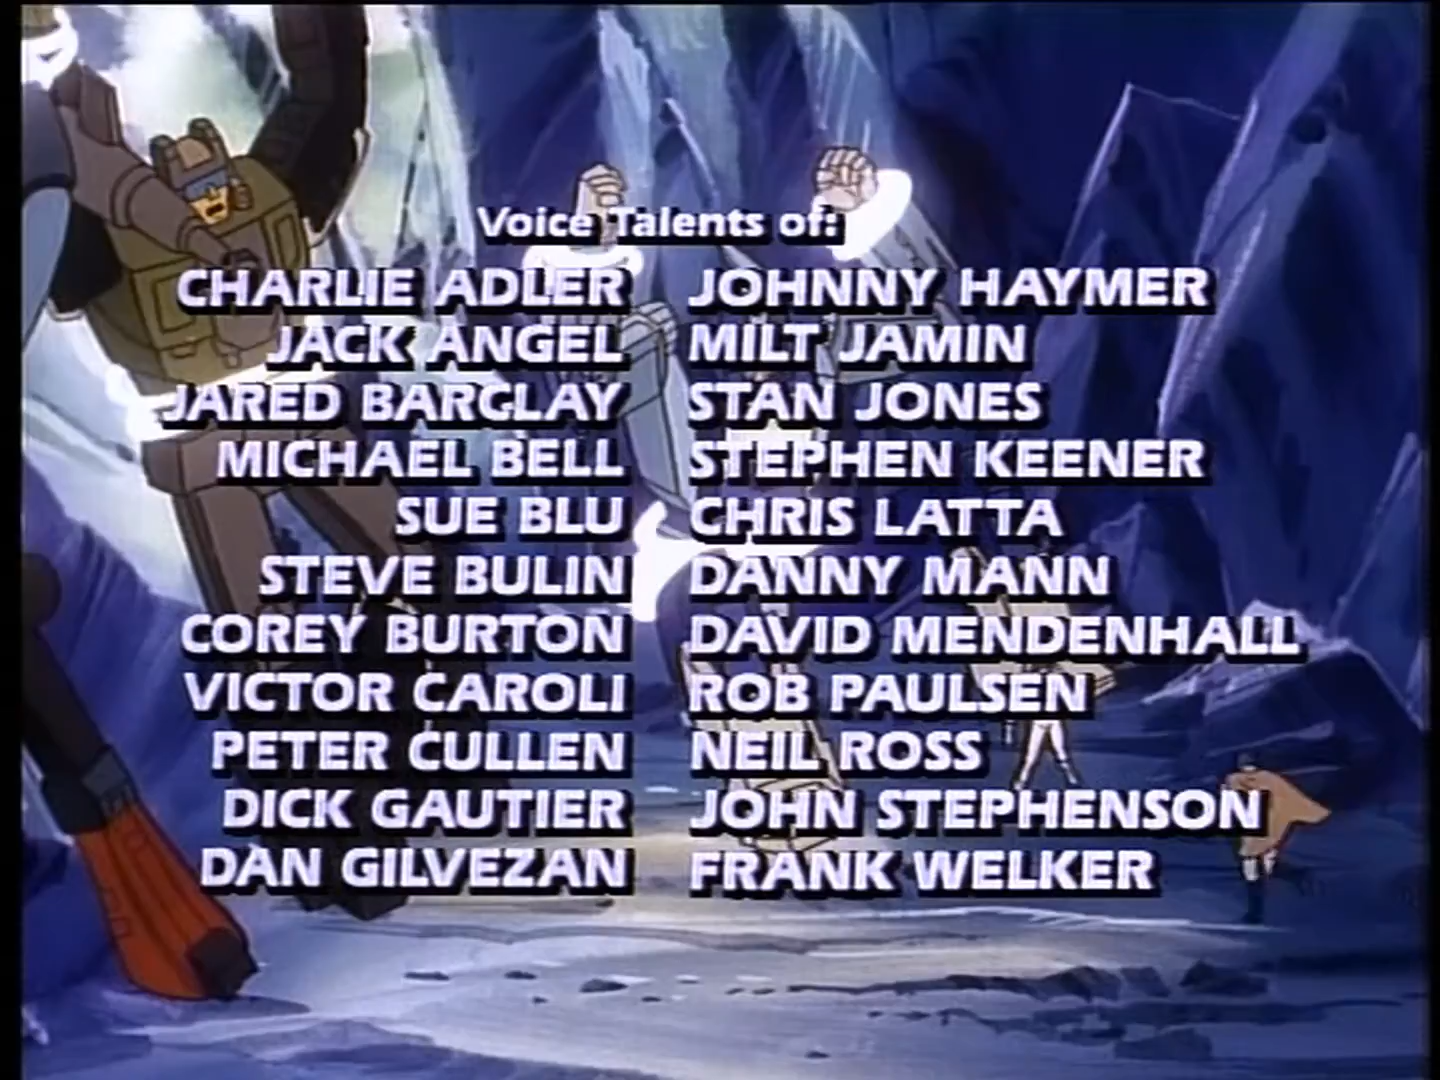 Voice Talents of:
CHARLIE ADLER JOHNNY HAYMER
JACK ANGEL MILT JAMIN
JARED BARCLAY STAN JONES
MICHAEL BELL STEPHEN KEENER
SUE BLU CHRIS LATTA
STEVE BULIN DANNY MANN
COREY BURTON DAVID MENDENHALL
VICTOR CAROLI ROB PAULSEN
PETER CULLEN NEIL ROSS
DICK GAUTIER JOHN STEPHENSON
DAN GILVEZAN FRANK WELKER